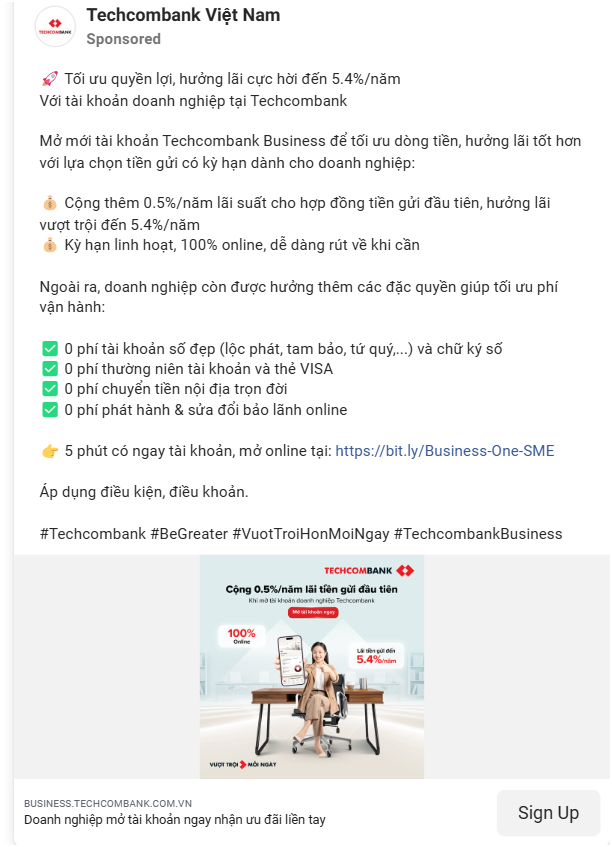 Techcombank Việt Nam
Sponsored
TECHCOMBANK
🚀 Tối ưu quyền lợi, hưởng lãi cực hời đến 5.4%/năm
Với tài khoản doanh nghiệp tại Techcombank
Mở mới tài khoản Techcombank Business để tối ưu dòng tiền, hưởng lãi tốt hơn
với lựa chọn tiền gửi có kỳ hạn dành cho doanh nghiệp:
💰 Cộng thêm 0.5%/năm lãi suất cho hợp đồng tiền gửi đầu tiên, hưởng lãi
vượt trội đến 5.4%/năm
💰 Kỳ hạn linh hoạt, 100% online, dễ dàng rút về khi cần
Ngoài ra, doanh nghiệp còn được hưởng thêm các đặc quyền giúp tối ưu phí
vận hành:
✅ 0 phí tài khoản số đẹp (lộc phát, tam bảo, tứ quý,...) và chữ ký số
✅ 0 phí thường niên tài khoản và thẻ VISA
✅ 0 phí chuyển tiền nội địa trọn đời
✅ 0 phí phát hành & sửa đổi bảo lãnh online
👉 5 phút có ngay tài khoản, mở online tại: https://bit.ly/Business-One-SME
Áp dụng điều kiện, điều khoản.
#Techcombank #BeGreater #VuotTroiHonMoiNgay #TechcombankBusiness
TECHCOMBANK
Cộng 0.5%/năm lãi tiền gửi đầu tiên
Khi mở tài khoản doanh nghiệp Techcombank
Mở tài khoản ngay
100%
Online
Lãi tiền gửi đến
5.4%/năm
VƯỢT TRỘI MỖI NGÀY
BUSINESS.TECHCOMBANK.COM.VN
Doanh nghiệp mở tài khoản ngay nhận ưu đãi liền tay
Sign Up